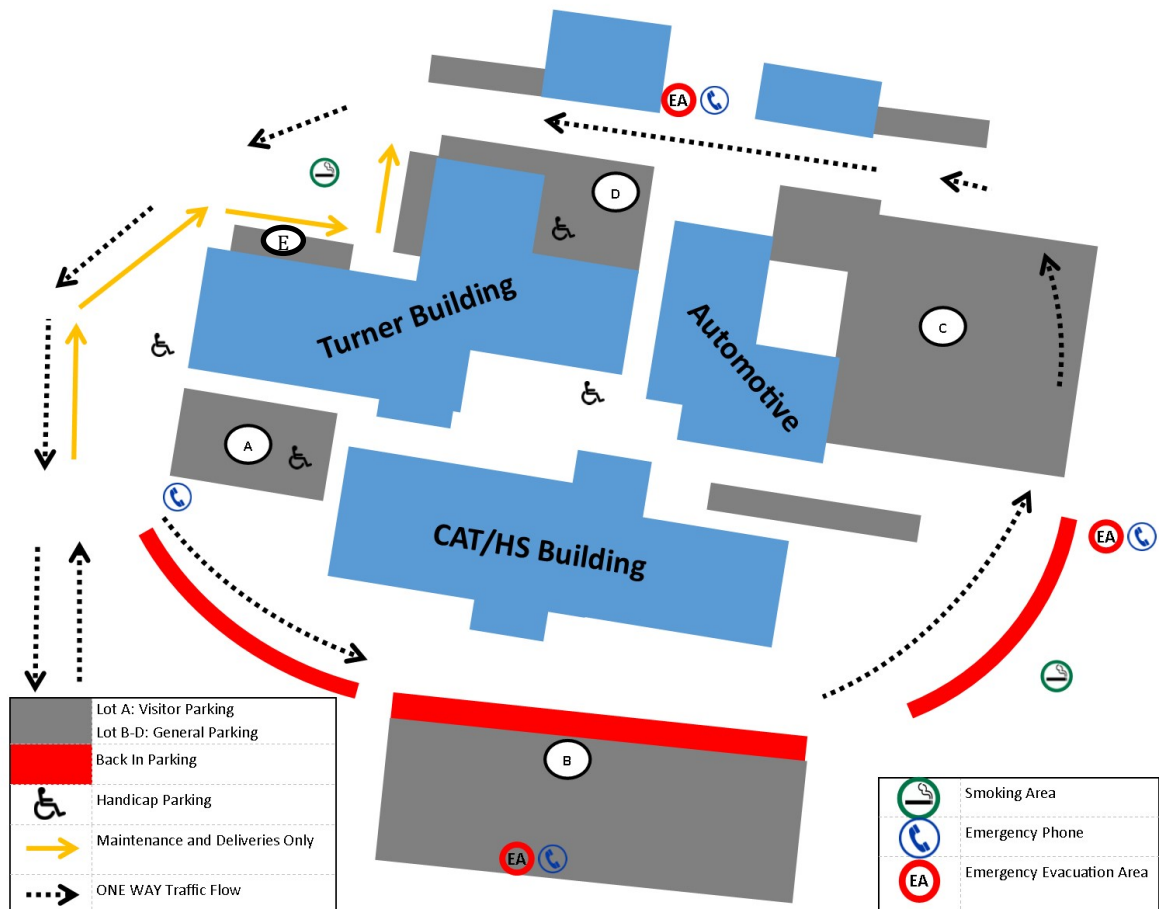 EA
D
E
Turner Building
Automotive
C
A
CAT/HS Building
EA
B
EA
Lot A: Visitor Parking
Lot B-D: General Parking
Back In Parking
Handicap Parking
Maintenance and Deliveries Only
ONE WAY Traffic Flow
Smoking Area
Emergency Phone
EA
Emergency Evacuation Area